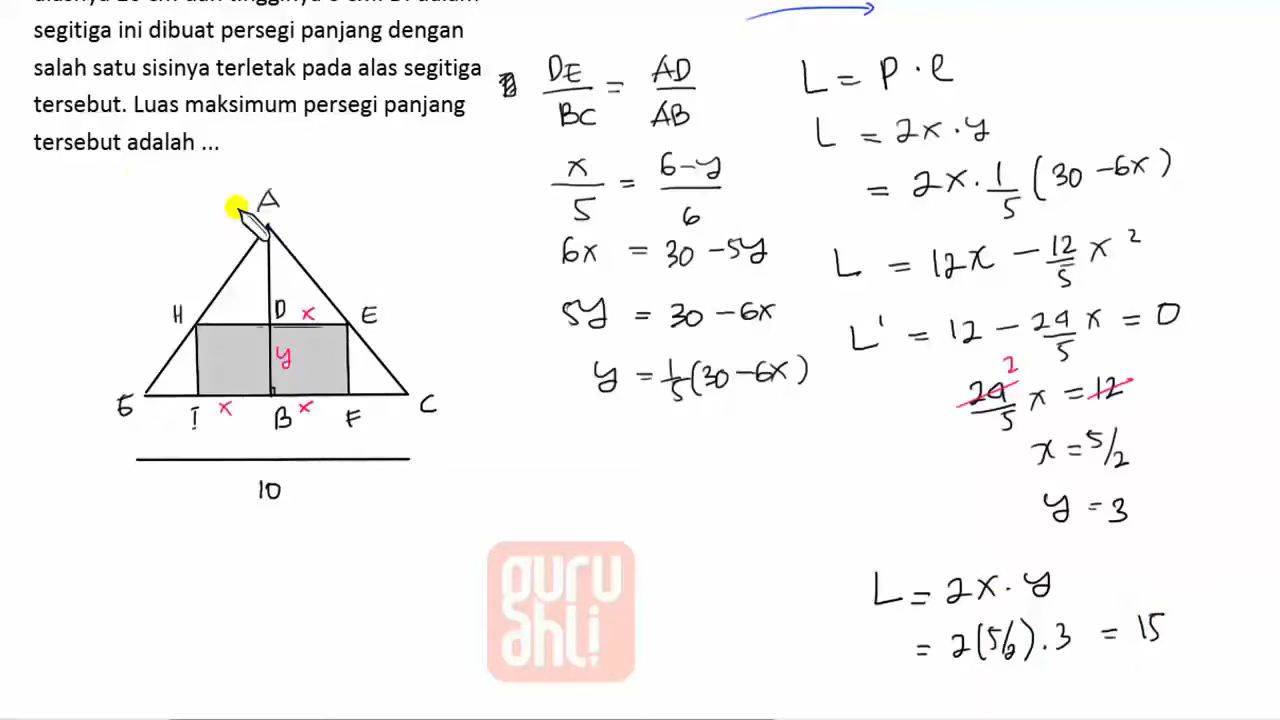 segitiga ini dibuat persegi panjang dengan
salah satu sisinya terletak pada alas segitiga
tersebut. Luas maksimum persegi panjang
tersebut adalah ...
A
H D x E
y
G I x B x F C
10
DE/BC = AD/AB
x/5 = 6-y/6
6x = 30 - 5y
5y = 30 - 6x
y = 1/5 (30 - 6x)
L = P . l
L = 2x . y
= 2x . 1/5 (30 - 6x)
L = 12x - 12/5 x²
L' = 12 - 24/5 x = 0
2
24/5 x = 12
x = 5/2
y = 3
L = 2x . y
= 2(5/2) . 3 = 15
guru
ahli